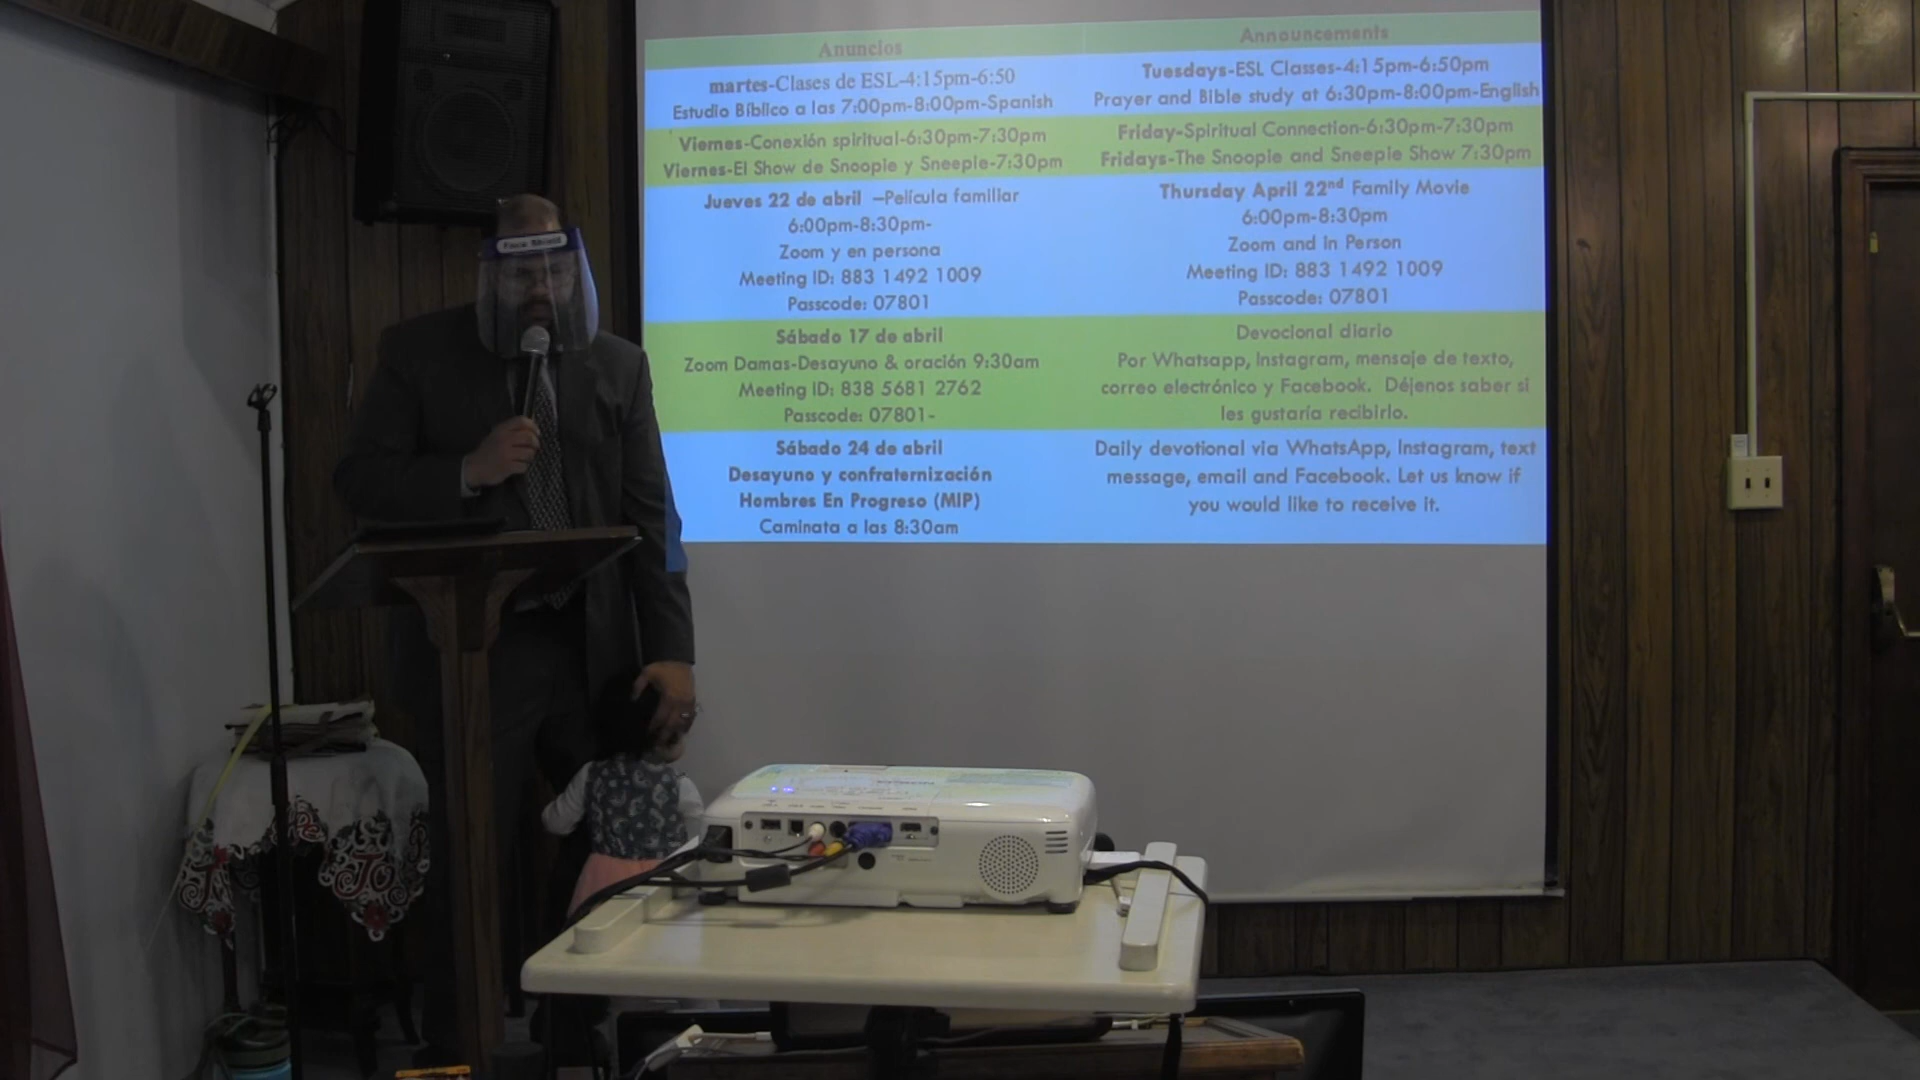 Anuncios
martes-Clases de ESL-4:15pm-6:50
Estudio Bíblico a las 7:00pm-8:00pm-Spanish
Viernes-Conexión spiritual-6:30pm-7:30pm
Viernes-El Show de Snoopie y Sneepie-7:30pm
Jueves 22 de abril –Película familiar
6:00pm-8:30pm-
Zoom y en persona
Meeting ID: 883 1492 1009
Passcode: 07801
Sábado 17 de abril
Zoom Damas-Desayuno & oración 9:30am
Meeting ID: 838 5681 2762
Passcode: 07801-
Sábado 24 de abril
Desayuno y confraternización
Hombres En Progreso (MIP)
Caminata a las 8:30am
Announcements
Tuesdays-ESL Classes-4:15pm-6:50pm
Prayer and Bible study at 6:30pm-8:00pm-English
Friday-Spiritual Connection-6:30pm-7:30pm
Fridays-The Snoopie and Sneepie Show 7:30pm
Thursday April 22nd Family Movie
6:00pm-8:30pm
Zoom and in Person
Meeting ID: 883 1492 1009
Passcode: 07801
Devocional diario
Por Whatsapp, Instagram, mensaje de texto,
correo electrónico y Facebook. Déjenos saber si
les gustaría recibirlo.
Daily devotional via WhatsApp, Instagram, text
message, email and Facebook. Let us know if
you would like to receive it.
Face Shield
Jo